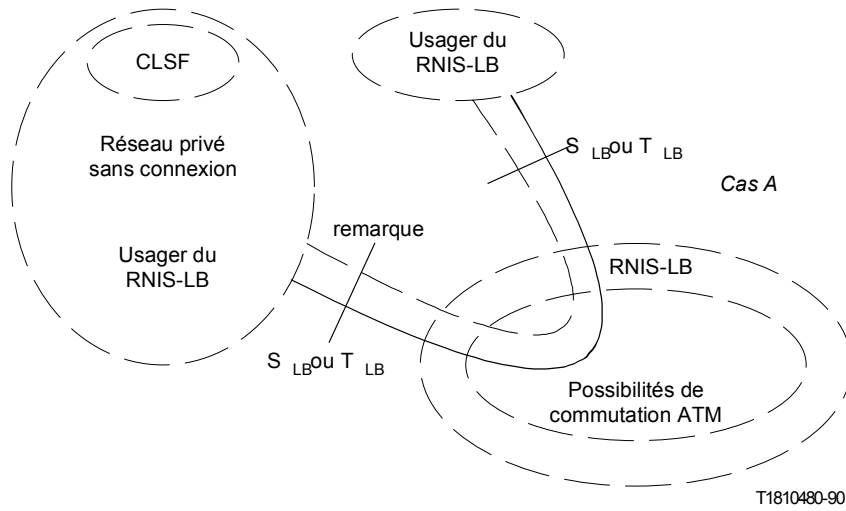 CLSF
Usager du
RNIS-LB
Réseau privé
sans connexion
S LB ou T LB
Cas A
remarque
Usager du
RNIS-LB
RNIS-LB
S LB ou T LB
Possibilités de
commutation ATM
T1810480-90